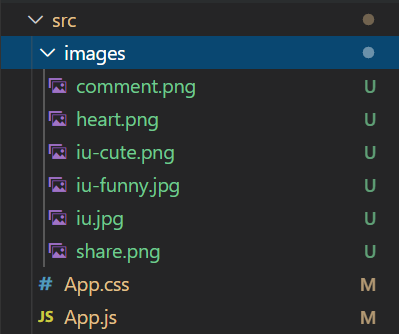 src
images
comment.png U
heart.png U
iu-cute.png U
iu-funny.jpg U
iu.jpg U
share.png U
# App.css M
JS App.js M